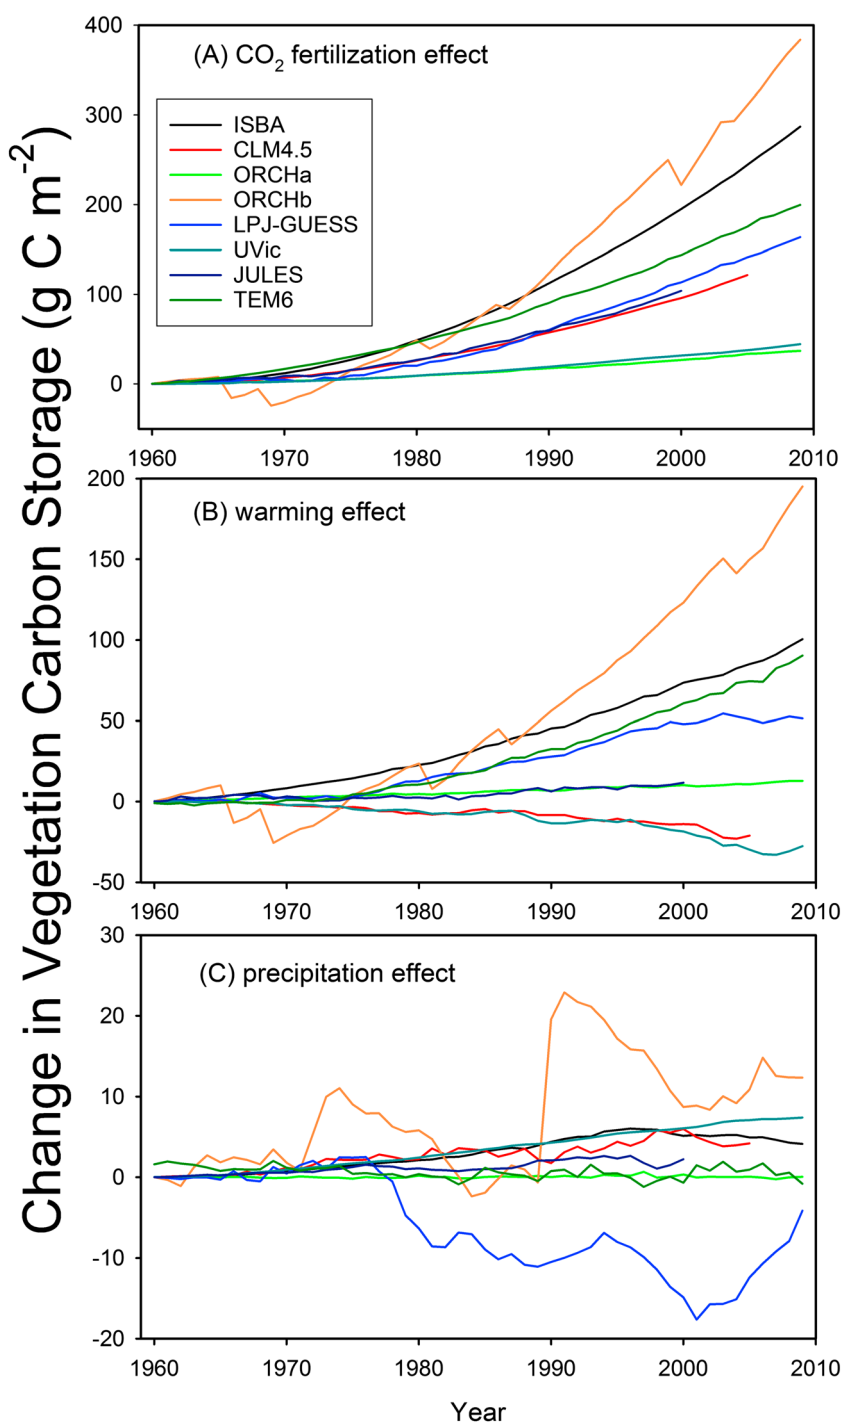 Change in Vegetation Carbon Storage (g C m-2)
400
(A) CO2 fertilization effect
300
ISBA
CLM4.5
ORCHa
ORCHb
LPJ-GUESS
UVic
JULES
TEM6
200
100
0
1960 1970 1980 1990 2000 2010
200
(B) warming effect
150
100
50
0
-50
1960 1970 1980 1990 2000 2010
30
(C) precipitation effect
20
10
0
-10
-20
1960 1970 1980 1990 2000 2010
Year